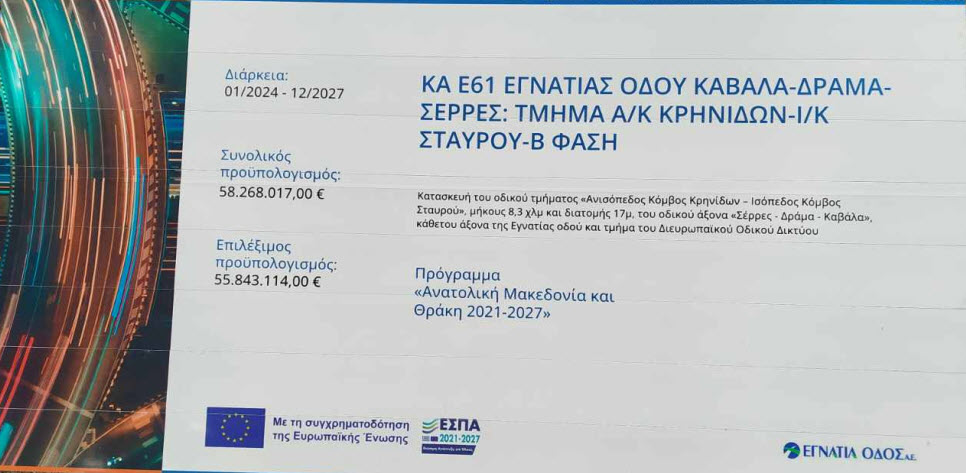 Διάρκεια:
01/2024 - 12/2027
Συνολικός
προϋπολογισμός:
58.268.017,00 €
Επιλέξιμος
προϋπολογισμός:
55.843.114,00 €
ΚΑ Ε61 ΕΓΝΑΤΙΑΣ ΟΔΟΥ ΚΑΒΑΛΑ-ΔΡΑΜΑ-
ΣΕΡΡΕΣ: ΤΜΗΜΑ Α/Κ ΚΡΗΝΙΔΩΝ-Ι/Κ
ΣΤΑΥΡΟΥ-Β ΦΑΣΗ
Κατασκευή του οδικού τμήματος «Ανισόπεδος Κόμβος Κρηνίδων – Ισόπεδος Κόμβος
Σταυρού», μήκους 8,3 χλμ και διατομής 17μ, του οδικού άξονα «Σέρρες - Δράμα - Καβάλα»,
κάθετου άξονα της Εγνατίας οδού και τμήμα του Διευρωπαϊκού Οδικού Δικτύου
Πρόγραμμα
«Ανατολική Μακεδονία και
Θράκη 2021-2027»
Με τη συγχρηματοδότηση
της Ευρωπαϊκής Ένωσης
ΕΣΠΑ
2021-2027
ΕΓΝΑΤΙΑ ΟΔΟΣ Α.Ε.